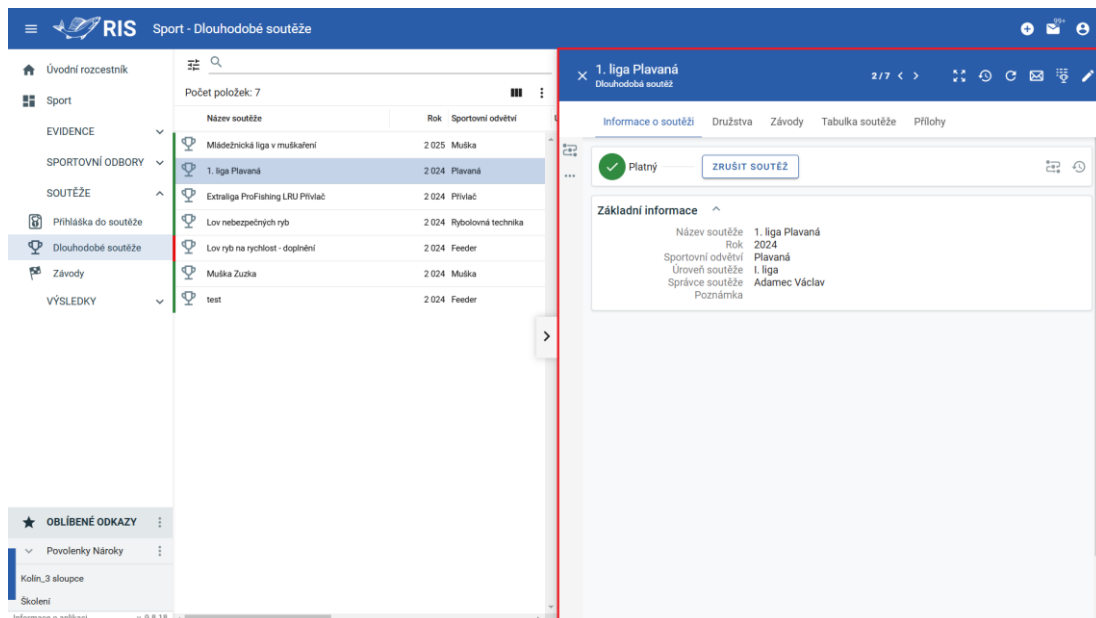 RIS Sport - Dlouhodobé soutěže
99+
Úvodní rozcestník
Sport
EVIDENCE
SPORTOVNÍ ODBORY
SOUTĚŽE
Přihláška do soutěže
Dlouhodobé soutěže
Závody
VÝSLEDKY
OBLÍBENÉ ODKAZY
Povolenky Nároky
Kolín_3 sloupce
Školení
Informace o aplikaci v. 0.8.18
Počet položek: 7
Název soutěže Rok Sportovní odvětví
Mládežnická liga v muškaření 2 025 Muška
1. liga Plavaná 2 024 Plavaná
Extraliga ProFishing LRU Přívlač 2 024 Přívlač
Lov nebezpečných ryb 2 024 Rybolovná technika
Lov ryb na rychlost - doplnění 2 024 Feeder
Muška Zuzka 2 024 Muška
test 2 024 Feeder
1. liga Plavaná
Dlouhodobá soutěž
2/7
Informace o soutěži Družstva Závody Tabulka soutěže Přílohy
Platný ZRUŠIT SOUTĚŽ
Základní informace
Název soutěže 1. liga Plavaná
Rok 2024
Sportovní odvětví Plavaná
Úroveň soutěže I. liga
Správce soutěže Adamec Václav
Poznámka